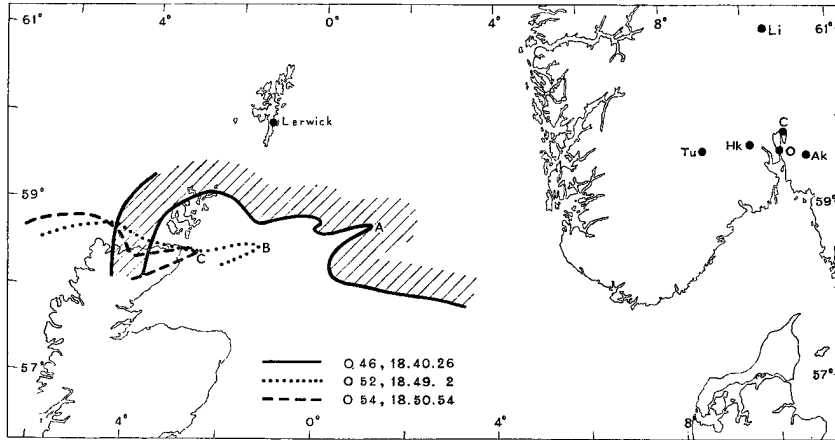 61°
4°
0°
4°
8°
61°
Li
Lerwick
C
Tu
Hk
O
Ak
59°
59°
A
B
C
57°
57°
O 46, 18.40.26
O 52, 18.49. 2
O 54, 18.50.54
4°
0°
4°
8°